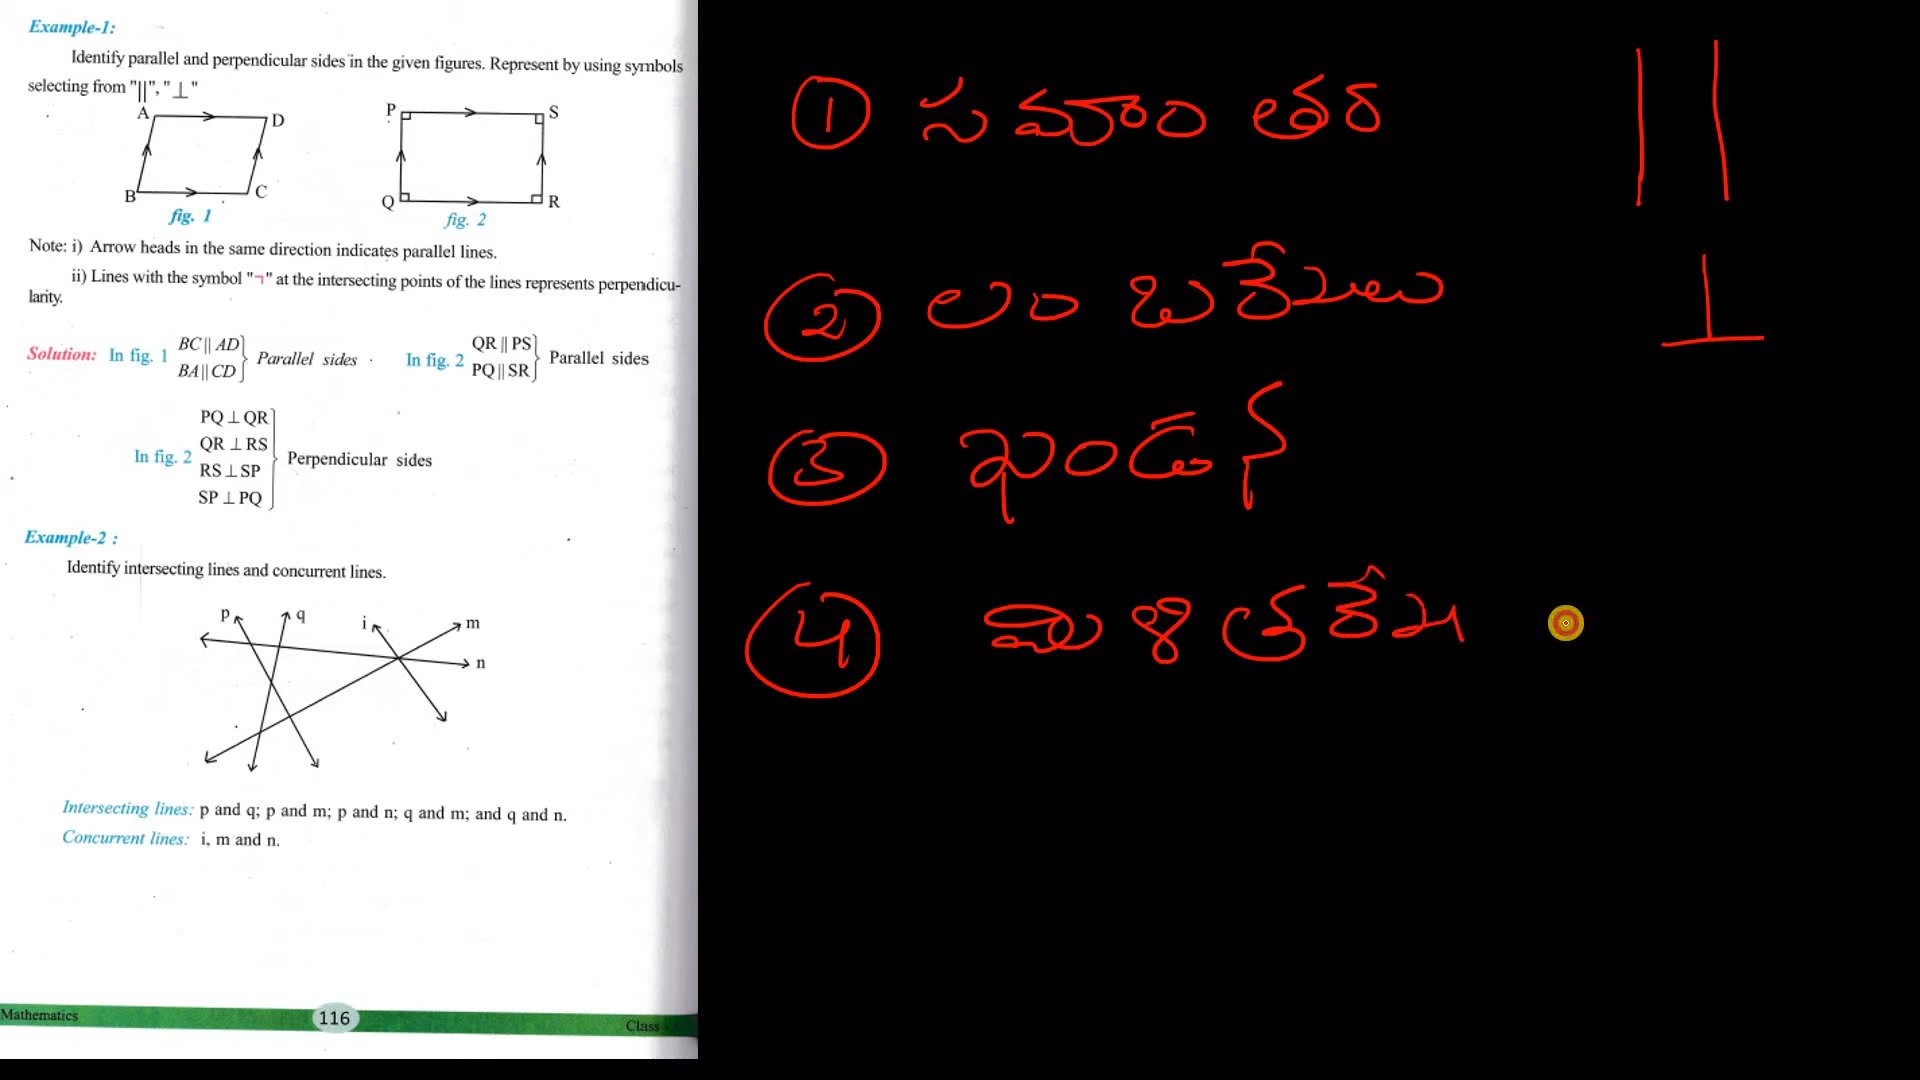 Example-1:
Identify parallel and perpendicular sides in the given figures. Represent by using symbols
selecting from "||", "⊥"
A D
B C
fig. 1
P S
Q R
fig. 2
Note: i) Arrow heads in the same direction indicates parallel lines.
ii) Lines with the symbol "¬" at the intersecting points of the lines represents perpendicu-
larity.
Solution: In fig. 1 BC || AD
BA || CD } Parallel sides
In fig. 2 QR || PS
PQ || SR } Parallel sides
In fig. 2
PQ ⊥ QR
QR ⊥ RS
RS ⊥ SP
SP ⊥ PQ
Perpendicular sides
Example-2 :
Identify intersecting lines and concurrent lines.
p q i m
n
Intersecting lines: p and q; p and m; p and n; q and m; and q and n.
Concurrent lines: i, m and n.
Mathematics 116 Class
① సమాంతర ||
② లంబరేఖలు ⊥
③ ఖండన
④ మిళితరేఖ